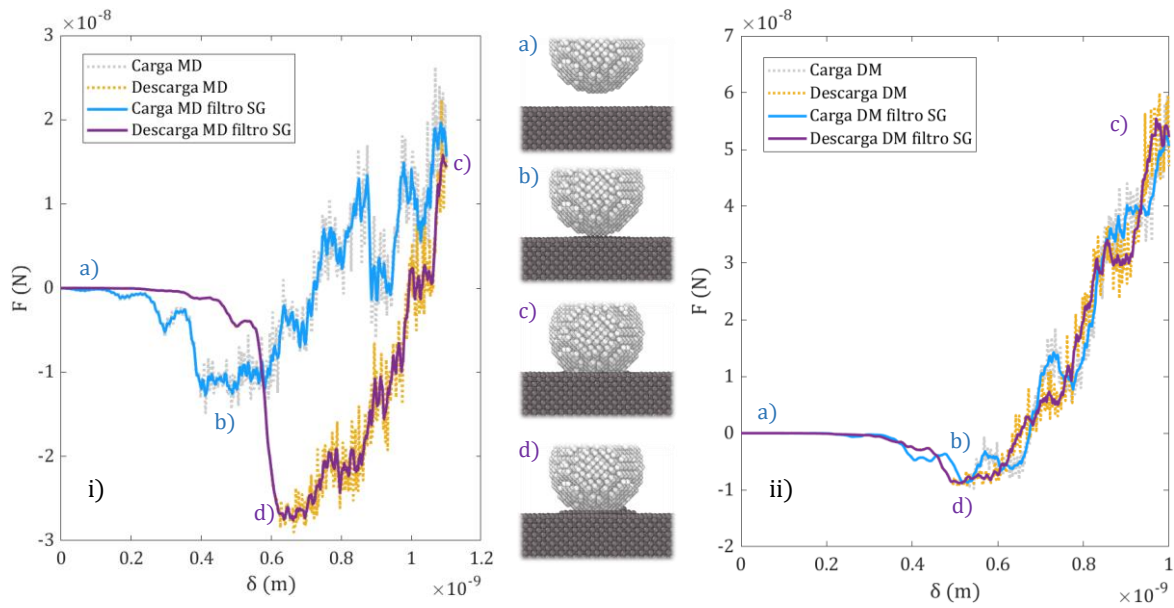 ×10⁻⁸
3
2
1
0
-1
-2
-3
F (N)
Carga MD
Descarga MD
Carga MD filtro SG
Descarga MD filtro SG
a)
b)
c)
d)
i)
0
0.2
0.4
0.6
0.8
1.0
1.2
δ (m)
×10⁻⁹
a)
b)
c)
d)
×10⁻⁸
7
6
5
4
3
2
1
0
-1
-2
F (N)
Carga DM
Descarga DM
Carga DM filtro SG
Descarga DM filtro SG
c)
a)
b)
d)
ii)
0
0.2
0.4
0.6
0.8
1
δ (m)
×10⁻⁹